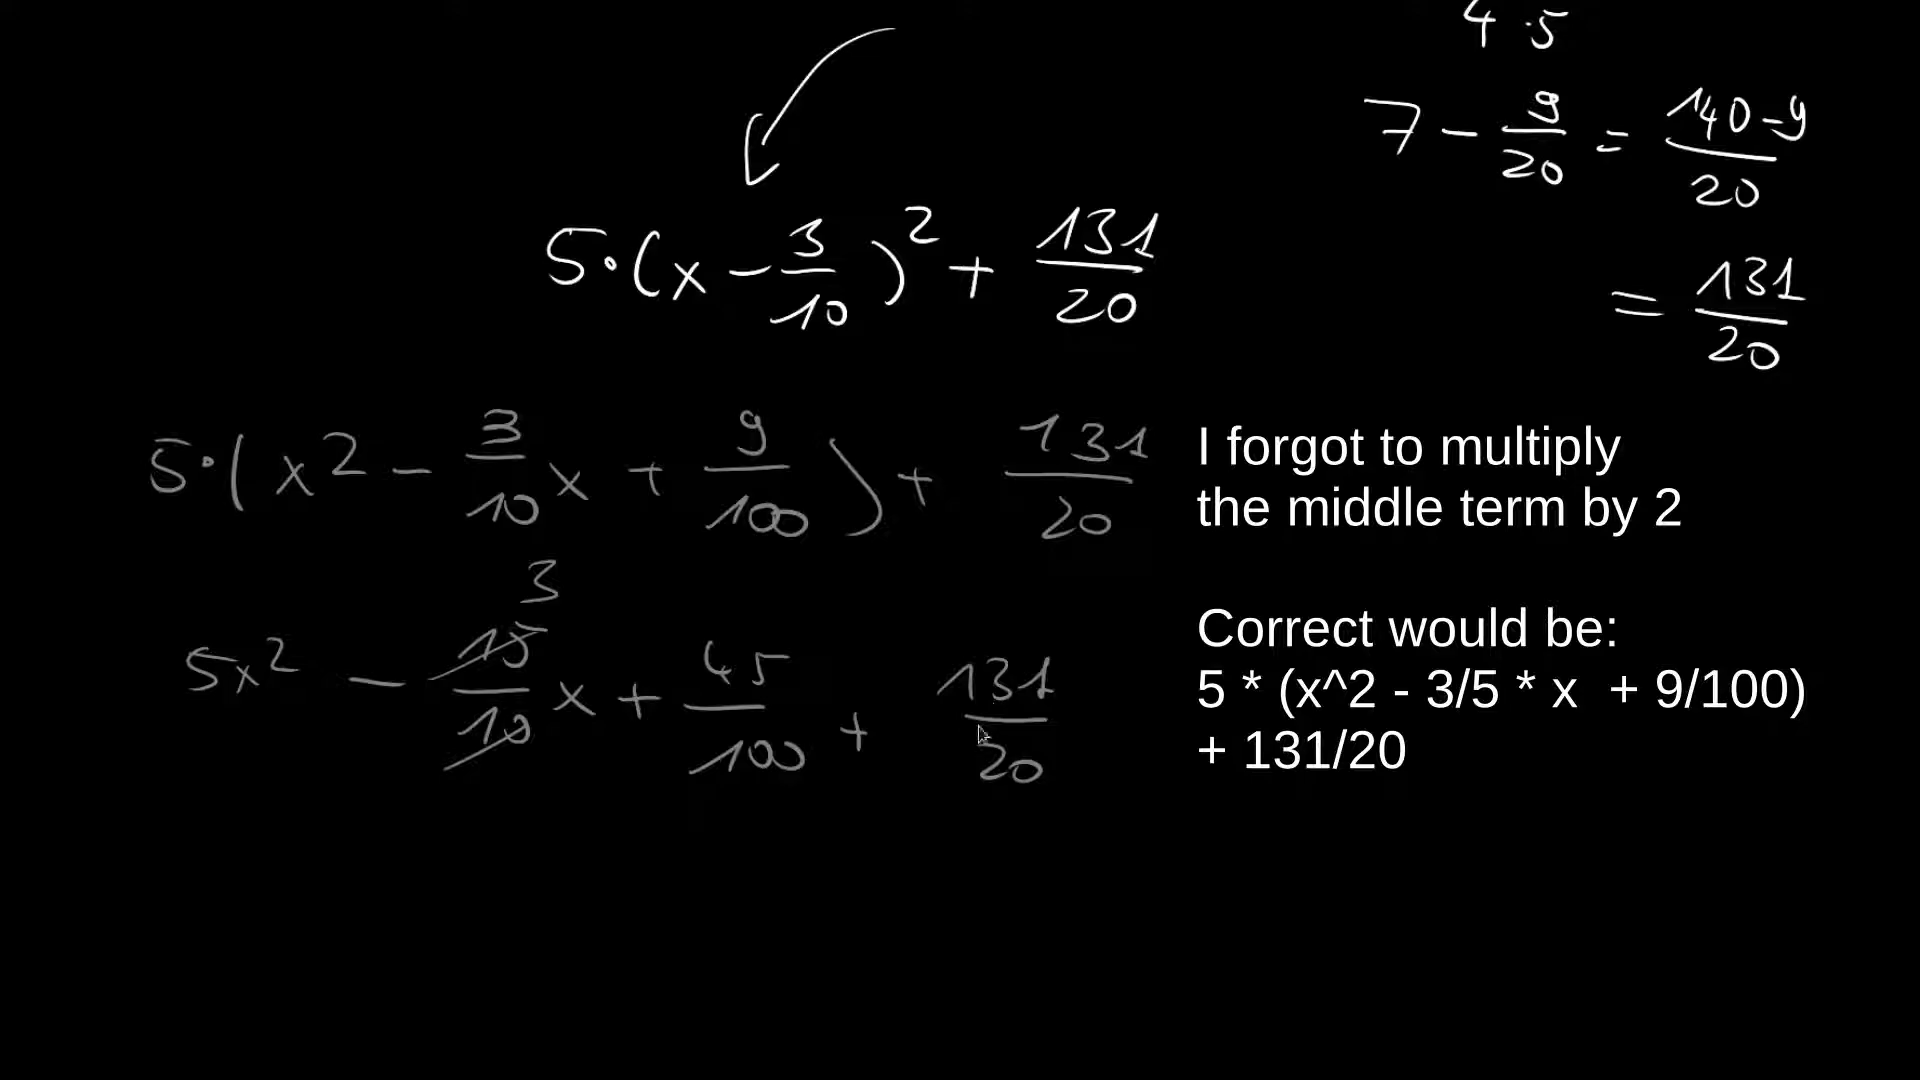 4 · 5
7 - 9/20 = 140-9/20
5·(x - 3/10)² + 131/20
= 131/20
5·(x² - 3/10 x + 9/100) + 131/20
I forgot to multiply
the middle term by 2
3
5x² - 15/10 x + 45/100 + 131/20
Correct would be:
5 * (x^2 - 3/5 * x + 9/100)
+ 131/20